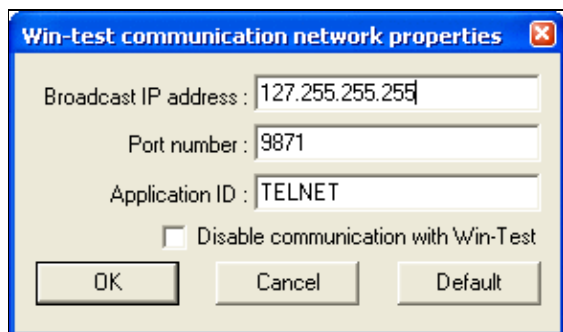 Win-test communication network properties
Broadcast IP address : 127.255.255.255
Port number : 9871
Application ID : TELNET
Disable communication with Win-Test
OK Cancel Default